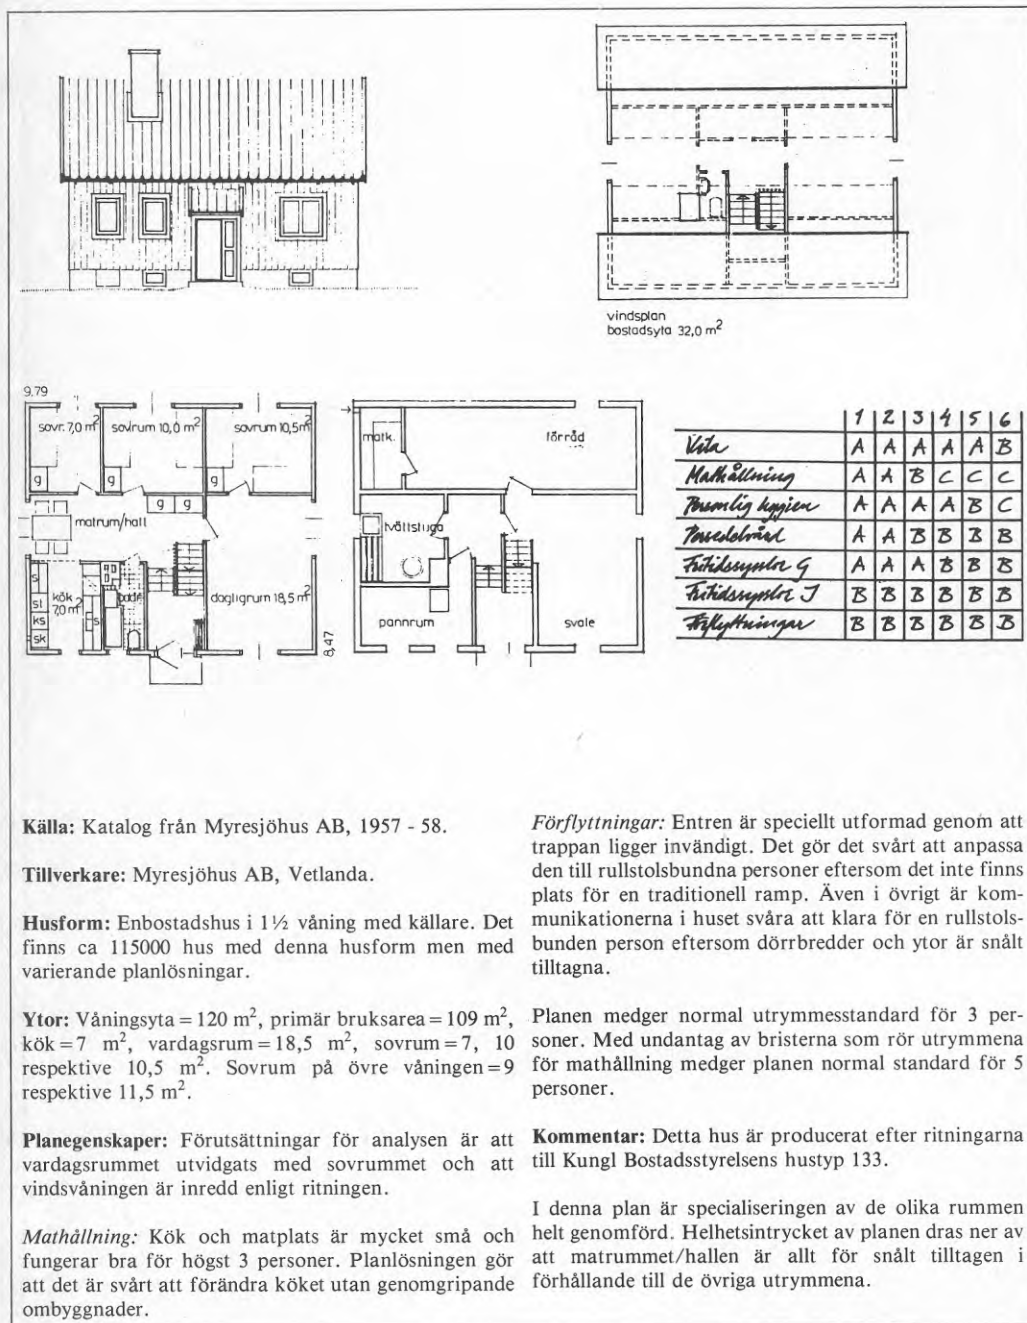 vindsplan
bostadsyta 32,0 m²
9.79
sovr. 7,0 m²
sovrum 10,0 m²
sovrum 10,5 m²
g
g
g
g
g
matrum/hall
kök
7,0 m²
s
sl
ks
sk
s
badr.
dagligrum 18,5 m²
8,47
matk.
förråd
tvättstuga
pannrum
svale
1 2 3 4 5 6
Vila A A A A A B
Mathållning A A B C C C
Personlig hygien A A A A B C
Persedelvård A A B B B B
Fritidssysslor G A A A B B B
Fritidssysslor I B B B B B B
Förflyttningar B B B B B B
Källa: Katalog från Myresjöhus AB, 1957 - 58.
Tillverkare: Myresjöhus AB, Vetlanda.
Husform: Enbostadshus i 1½ våning med källare. Det
finns ca 115000 hus med denna husform men med
varierande planlösningar.
Ytor: Våningsyta = 120 m², primär bruksarea = 109 m²,
kök = 7 m², vardagsrum = 18,5 m², sovrum = 7, 10
respektive 10,5 m². Sovrum på övre våningen = 9
respektive 11,5 m².
Planegenskaper: Förutsättningar för analysen är att
vardagsrummet utvidgats med sovrummet och att
vindsvåningen är inredd enligt ritningen.
Mathållning: Kök och matplats är mycket små och
fungerar bra för högst 3 personer. Planlösningen gör
att det är svårt att förändra köket utan genomgripande
ombyggnader.
Förflyttningar: Entren är speciellt utformad genom att
trappan ligger invändigt. Det gör det svårt att anpassa
den till rullstolsbundna personer eftersom det inte finns
plats för en traditionell ramp. Även i övrigt är kom-
munikationerna i huset svåra att klara för en rullstols-
bunden person eftersom dörrbredder och ytor är snålt
tilltagna.
Planen medger normal utrymmesstandard för 3 per-
soner. Med undantag av bristerna som rör utrymmena
för mathållning medger planen normal standard för 5
personer.
Kommentar: Detta hus är producerat efter ritningarna
till Kungl Bostadsstyrelsens hustyp 133.
I denna plan är specialiseringen av de olika rummen
helt genomförd. Helhetsintrycket av planen dras ner av
att matrummet/hallen är allt för snålt tilltagen i
förhållande till de övriga utrymmena.